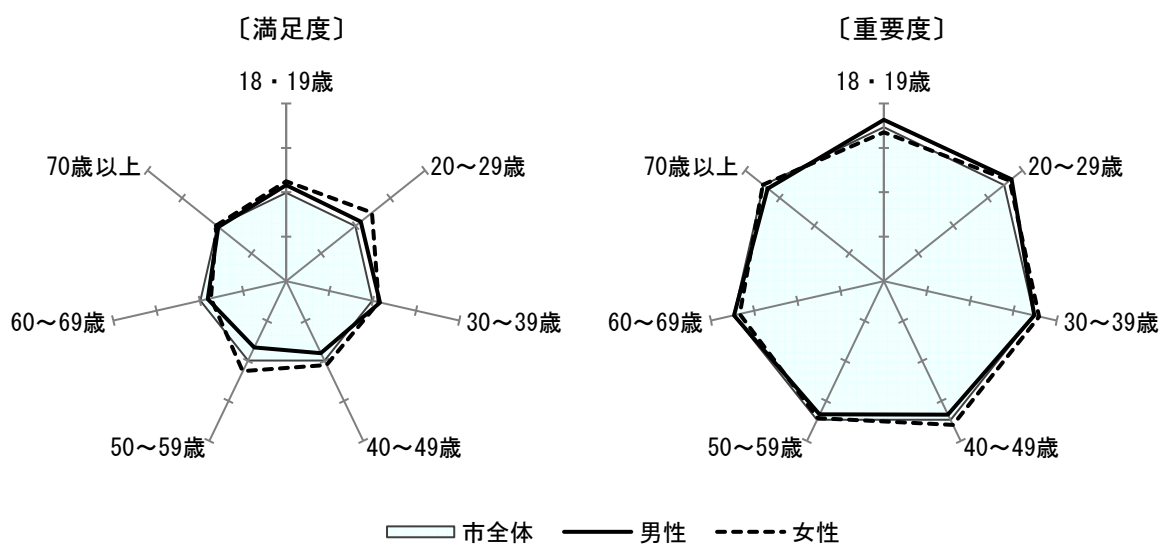 〔満足度〕
18・19歳
20～29歳
30～39歳
40～49歳
50～59歳
60～69歳
70歳以上
〔重要度〕
18・19歳
20～29歳
30～39歳
40～49歳
50～59歳
60～69歳
70歳以上
市全体 男性 女性